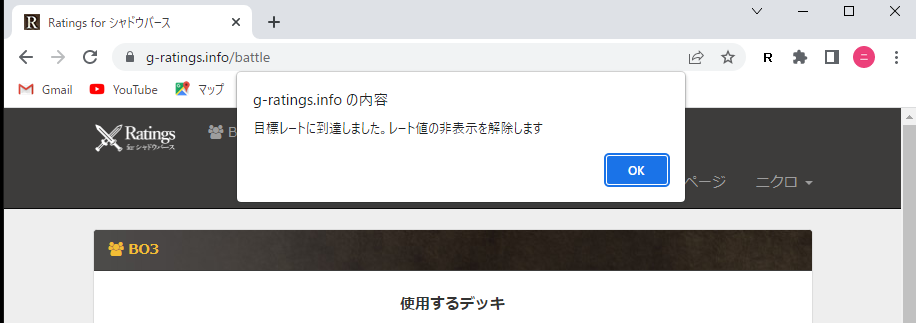 Ratings for シャドウバース
g-ratings.info/battle
R
ニ
Gmail
YouTube
マップ
g-ratings.info の内容
目標レートに到達しました。レート値の非表示を解除します
OK
Ratings
for シャドウバース
B
ページ
ニクロ
BO3
使用するデッキ